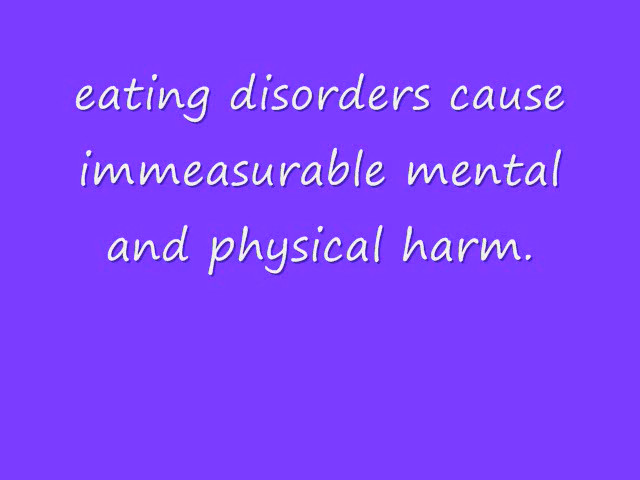 eating disorders cause
immeasurable mental
and physical harm.